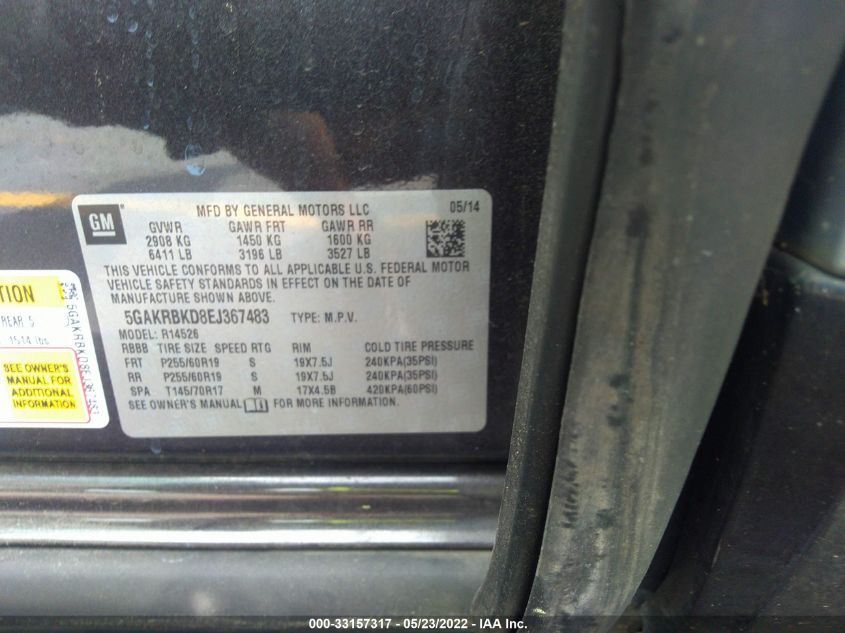 GM
MFD BY GENERAL MOTORS LLC 05/14
GVWR GAWR FRT GAWR RR
2908 KG 1450 KG 1600 KG
6411 LB 3196 LB 3527 LB
THIS VEHICLE CONFORMS TO ALL APPLICABLE U.S. FEDERAL MOTOR
VEHICLE SAFETY STANDARDS IN EFFECT ON THE DATE OF
MANUFACTURE SHOWN ABOVE.
5GAKRBKD8EJ367483 TYPE: M.P.V.
MODEL: R14526
RBBB TIRE SIZE SPEED RTG RIM COLD TIRE PRESSURE
FRT P255/60R19 S 19X7.5J 240KPA(35PSI)
RR P255/60R19 S 19X7.5J 240KPA(35PSI)
SPA T145/70R17 M 17X4.5B 420KPA(60PSI)
SEE OWNER'S MANUAL FOR MORE INFORMATION.
TION
REAR 5
1514 lbs
SEE OWNER'S
MANUAL FOR
ADDITIONAL
INFORMATION
5GAKRBKD8EJ367483
000-33157317 - 05/23/2022 - IAA Inc.